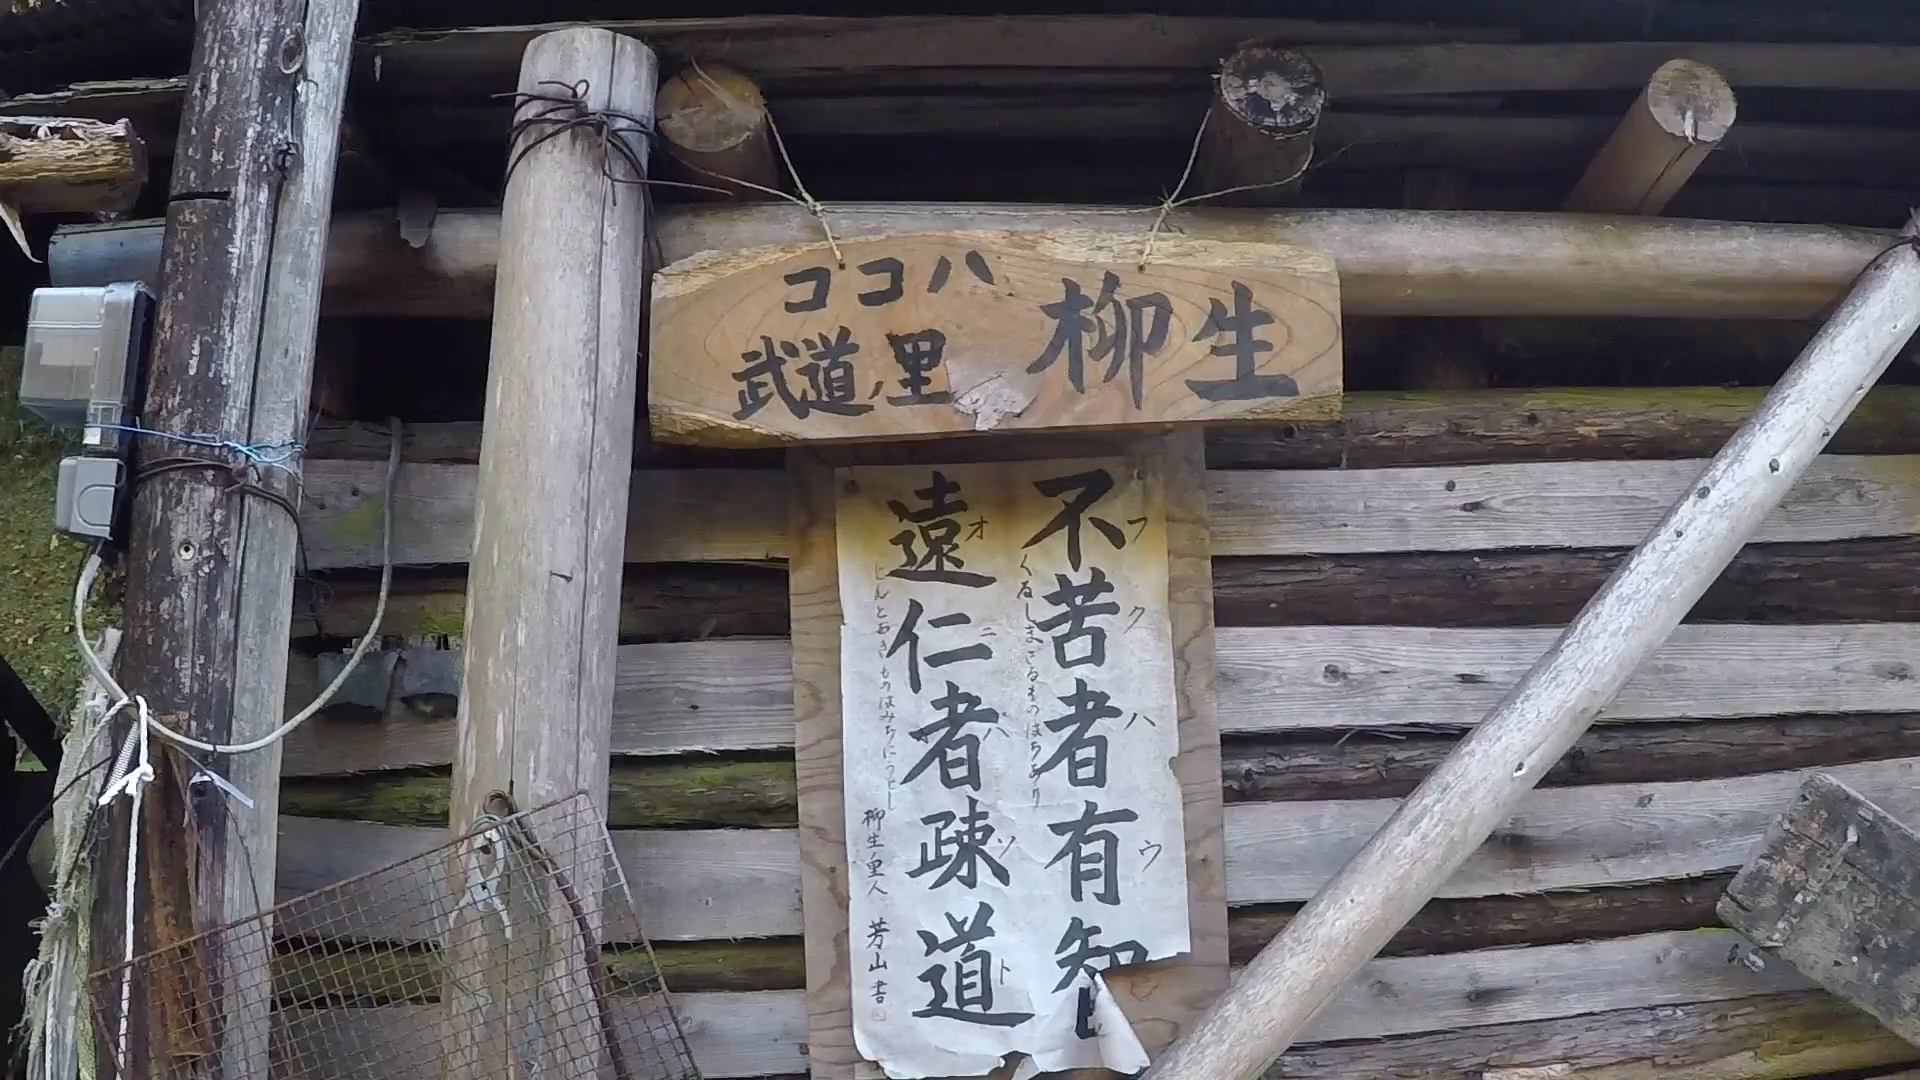 ココハ
武道ノ里
柳生
不苦者有智
フクハウ
くるしまざるものはちあり
遠仁者疎道
オニハソト
じんとおきものはみちにうとし
柳生里人 芳山書